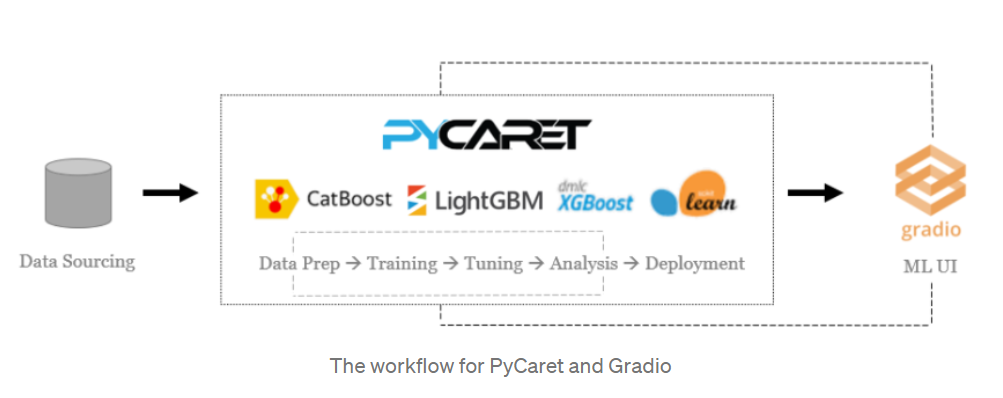 PYCARET
CatBoost
LightGBM
dmlc
XGBoost
learn
Data Sourcing
Data Prep → Training → Tuning → Analysis → Deployment
gradio
ML UI
The workflow for PyCaret and Gradio